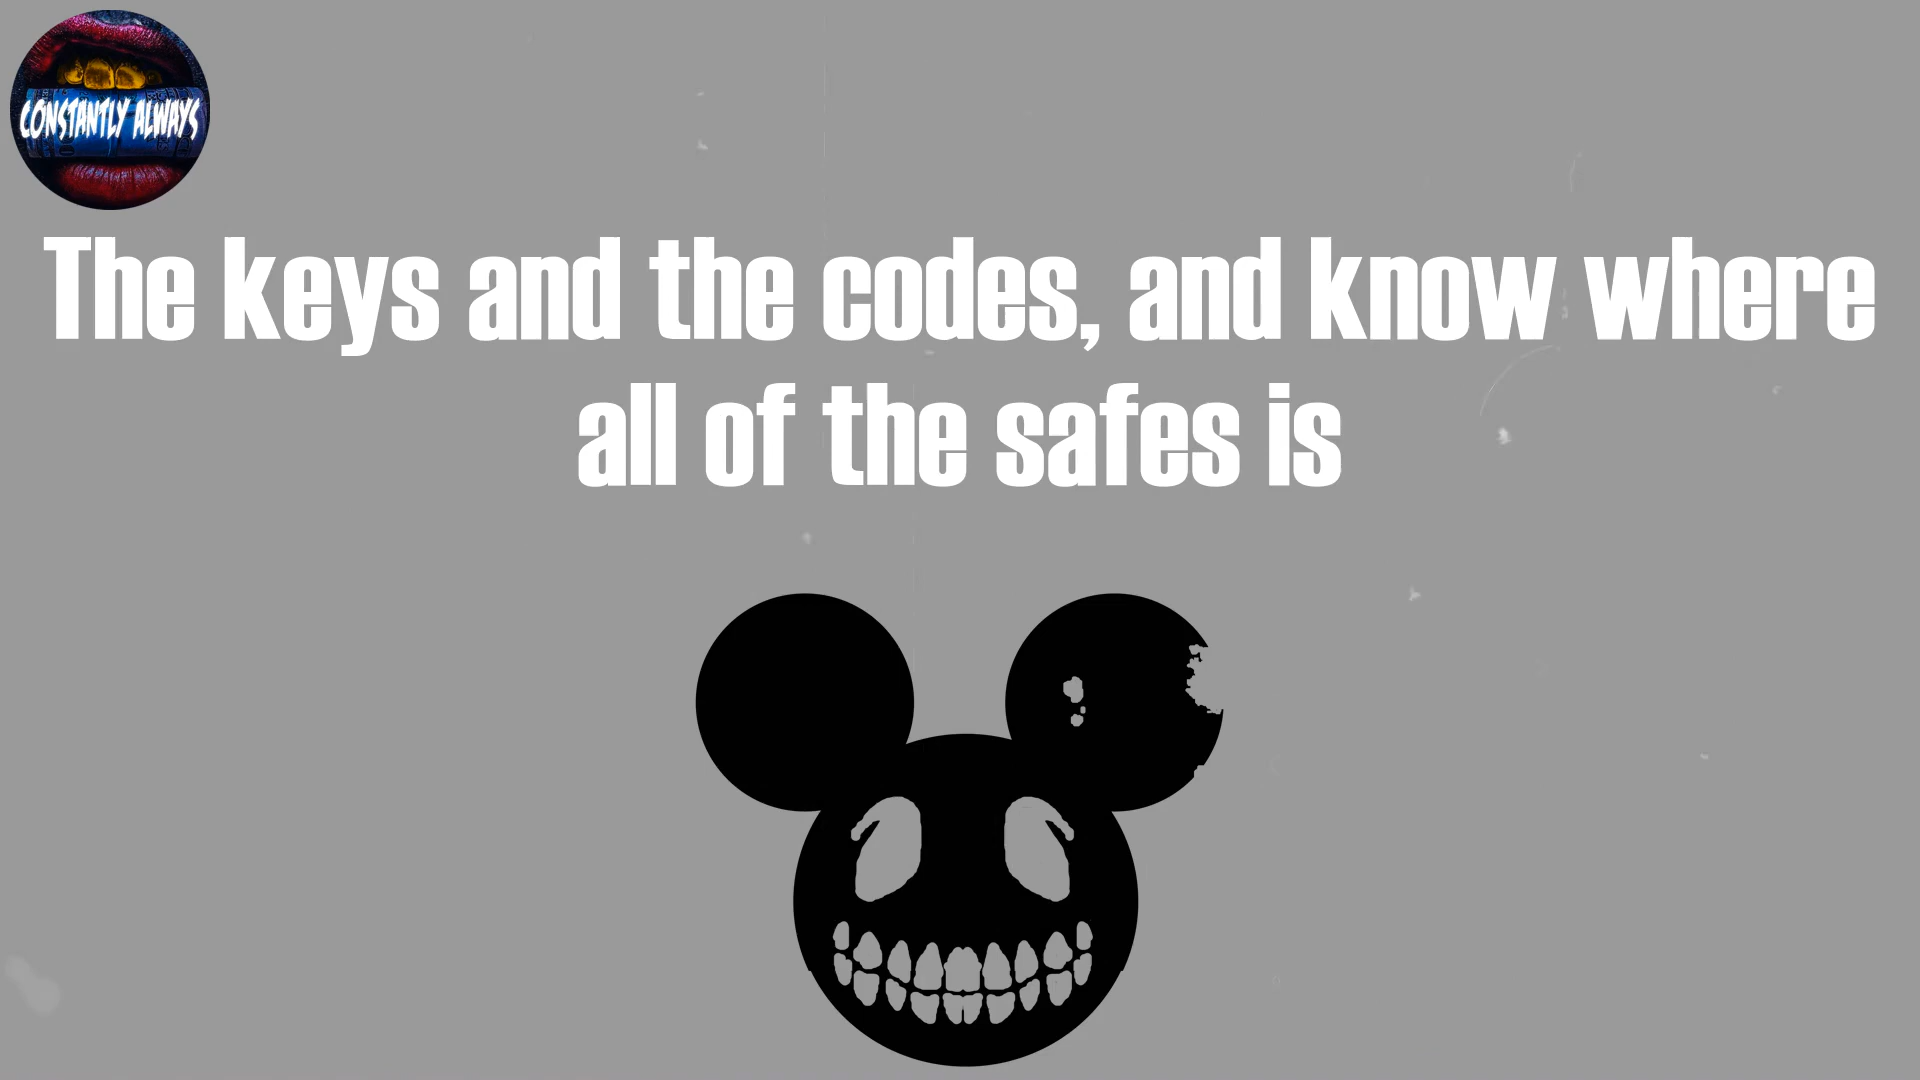 CONSTANTLY ALWAYS
The keys and the codes, and know where
all of the safes is